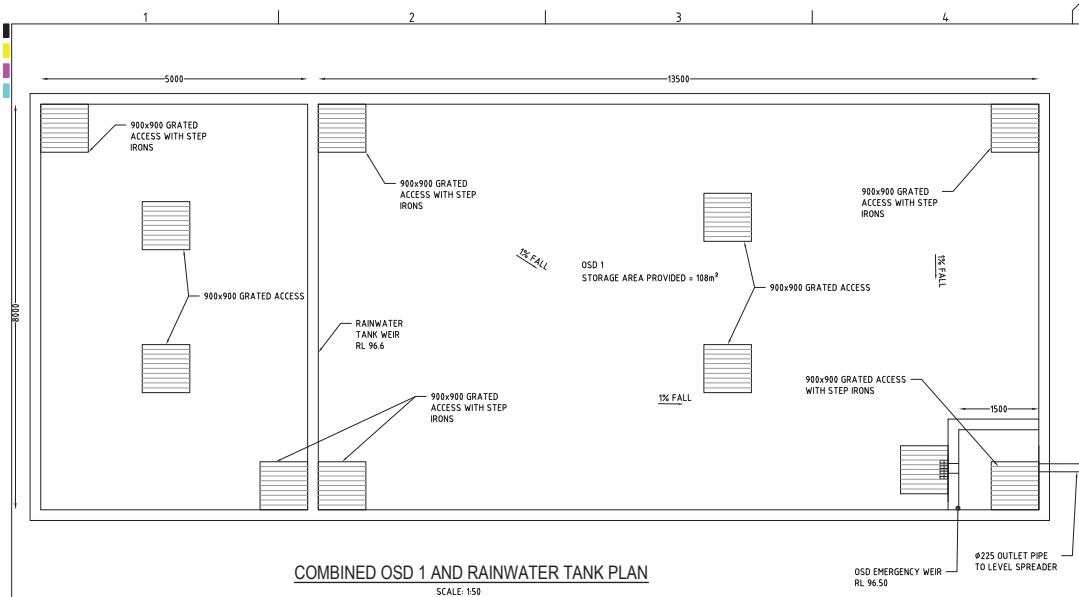 1
2
3
4
5000
13500
8000
900x900 GRATED
ACCESS WITH STEP
IRONS
900x900 GRATED
ACCESS WITH STEP
IRONS
900x900 GRATED
ACCESS WITH STEP
IRONS
1% FALL
OSD 1
STORAGE AREA PROVIDED = 108m²
1% FALL
900x900 GRATED ACCESS
900x900 GRATED ACCESS
RAINWATER
TANK WEIR
RL 96.6
900x900 GRATED
ACCESS WITH STEP
IRONS
1% FALL
900x900 GRATED ACCESS
WITH STEP IRONS
1500
OSD EMERGENCY WEIR
RL 96.50
Ø225 OUTLET PIPE
TO LEVEL SPREADER
COMBINED OSD 1 AND RAINWATER TANK PLAN
SCALE: 1:50